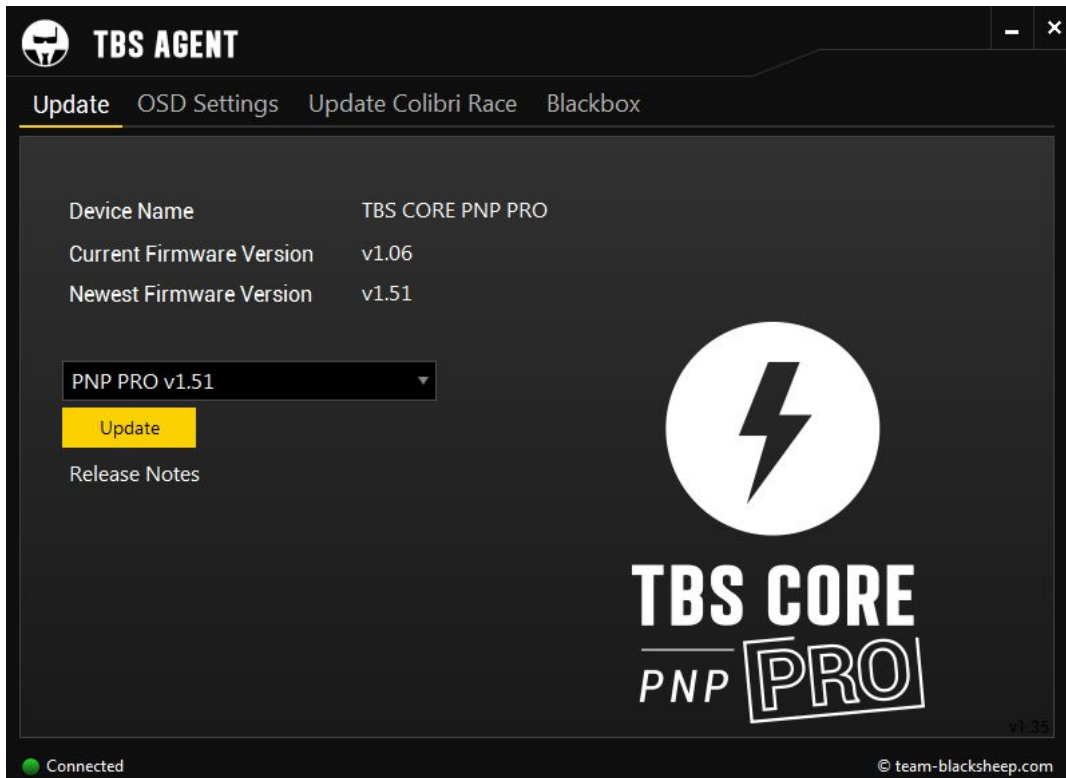 TBS AGENT
Update OSD Settings Update Colibri Race Blackbox
Device Name TBS CORE PNP PRO
Current Firmware Version v1.06
Newest Firmware Version v1.51
PNP PRO v1.51
Update
Release Notes
TBS CORE
PNP PRO
v1.35
Connected © team-blacksheep.com